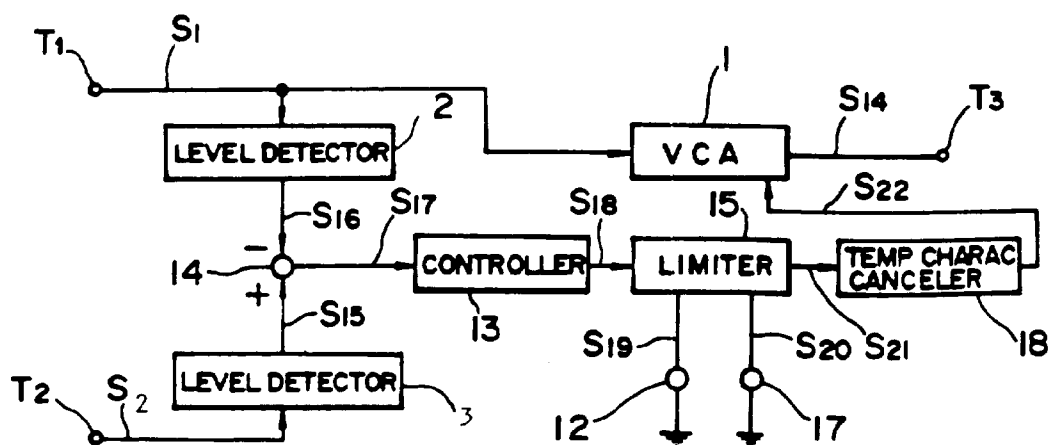 T1
S1
2
LEVEL DETECTOR
1
VCA
S14
T3
S22
S16
S17
S18
15
−
14
+
CONTROLLER
13
LIMITER
TEMP CHARAC
CANCELER
18
S15
S19
S20
S21
LEVEL DETECTOR
3
T2
S2
12
17